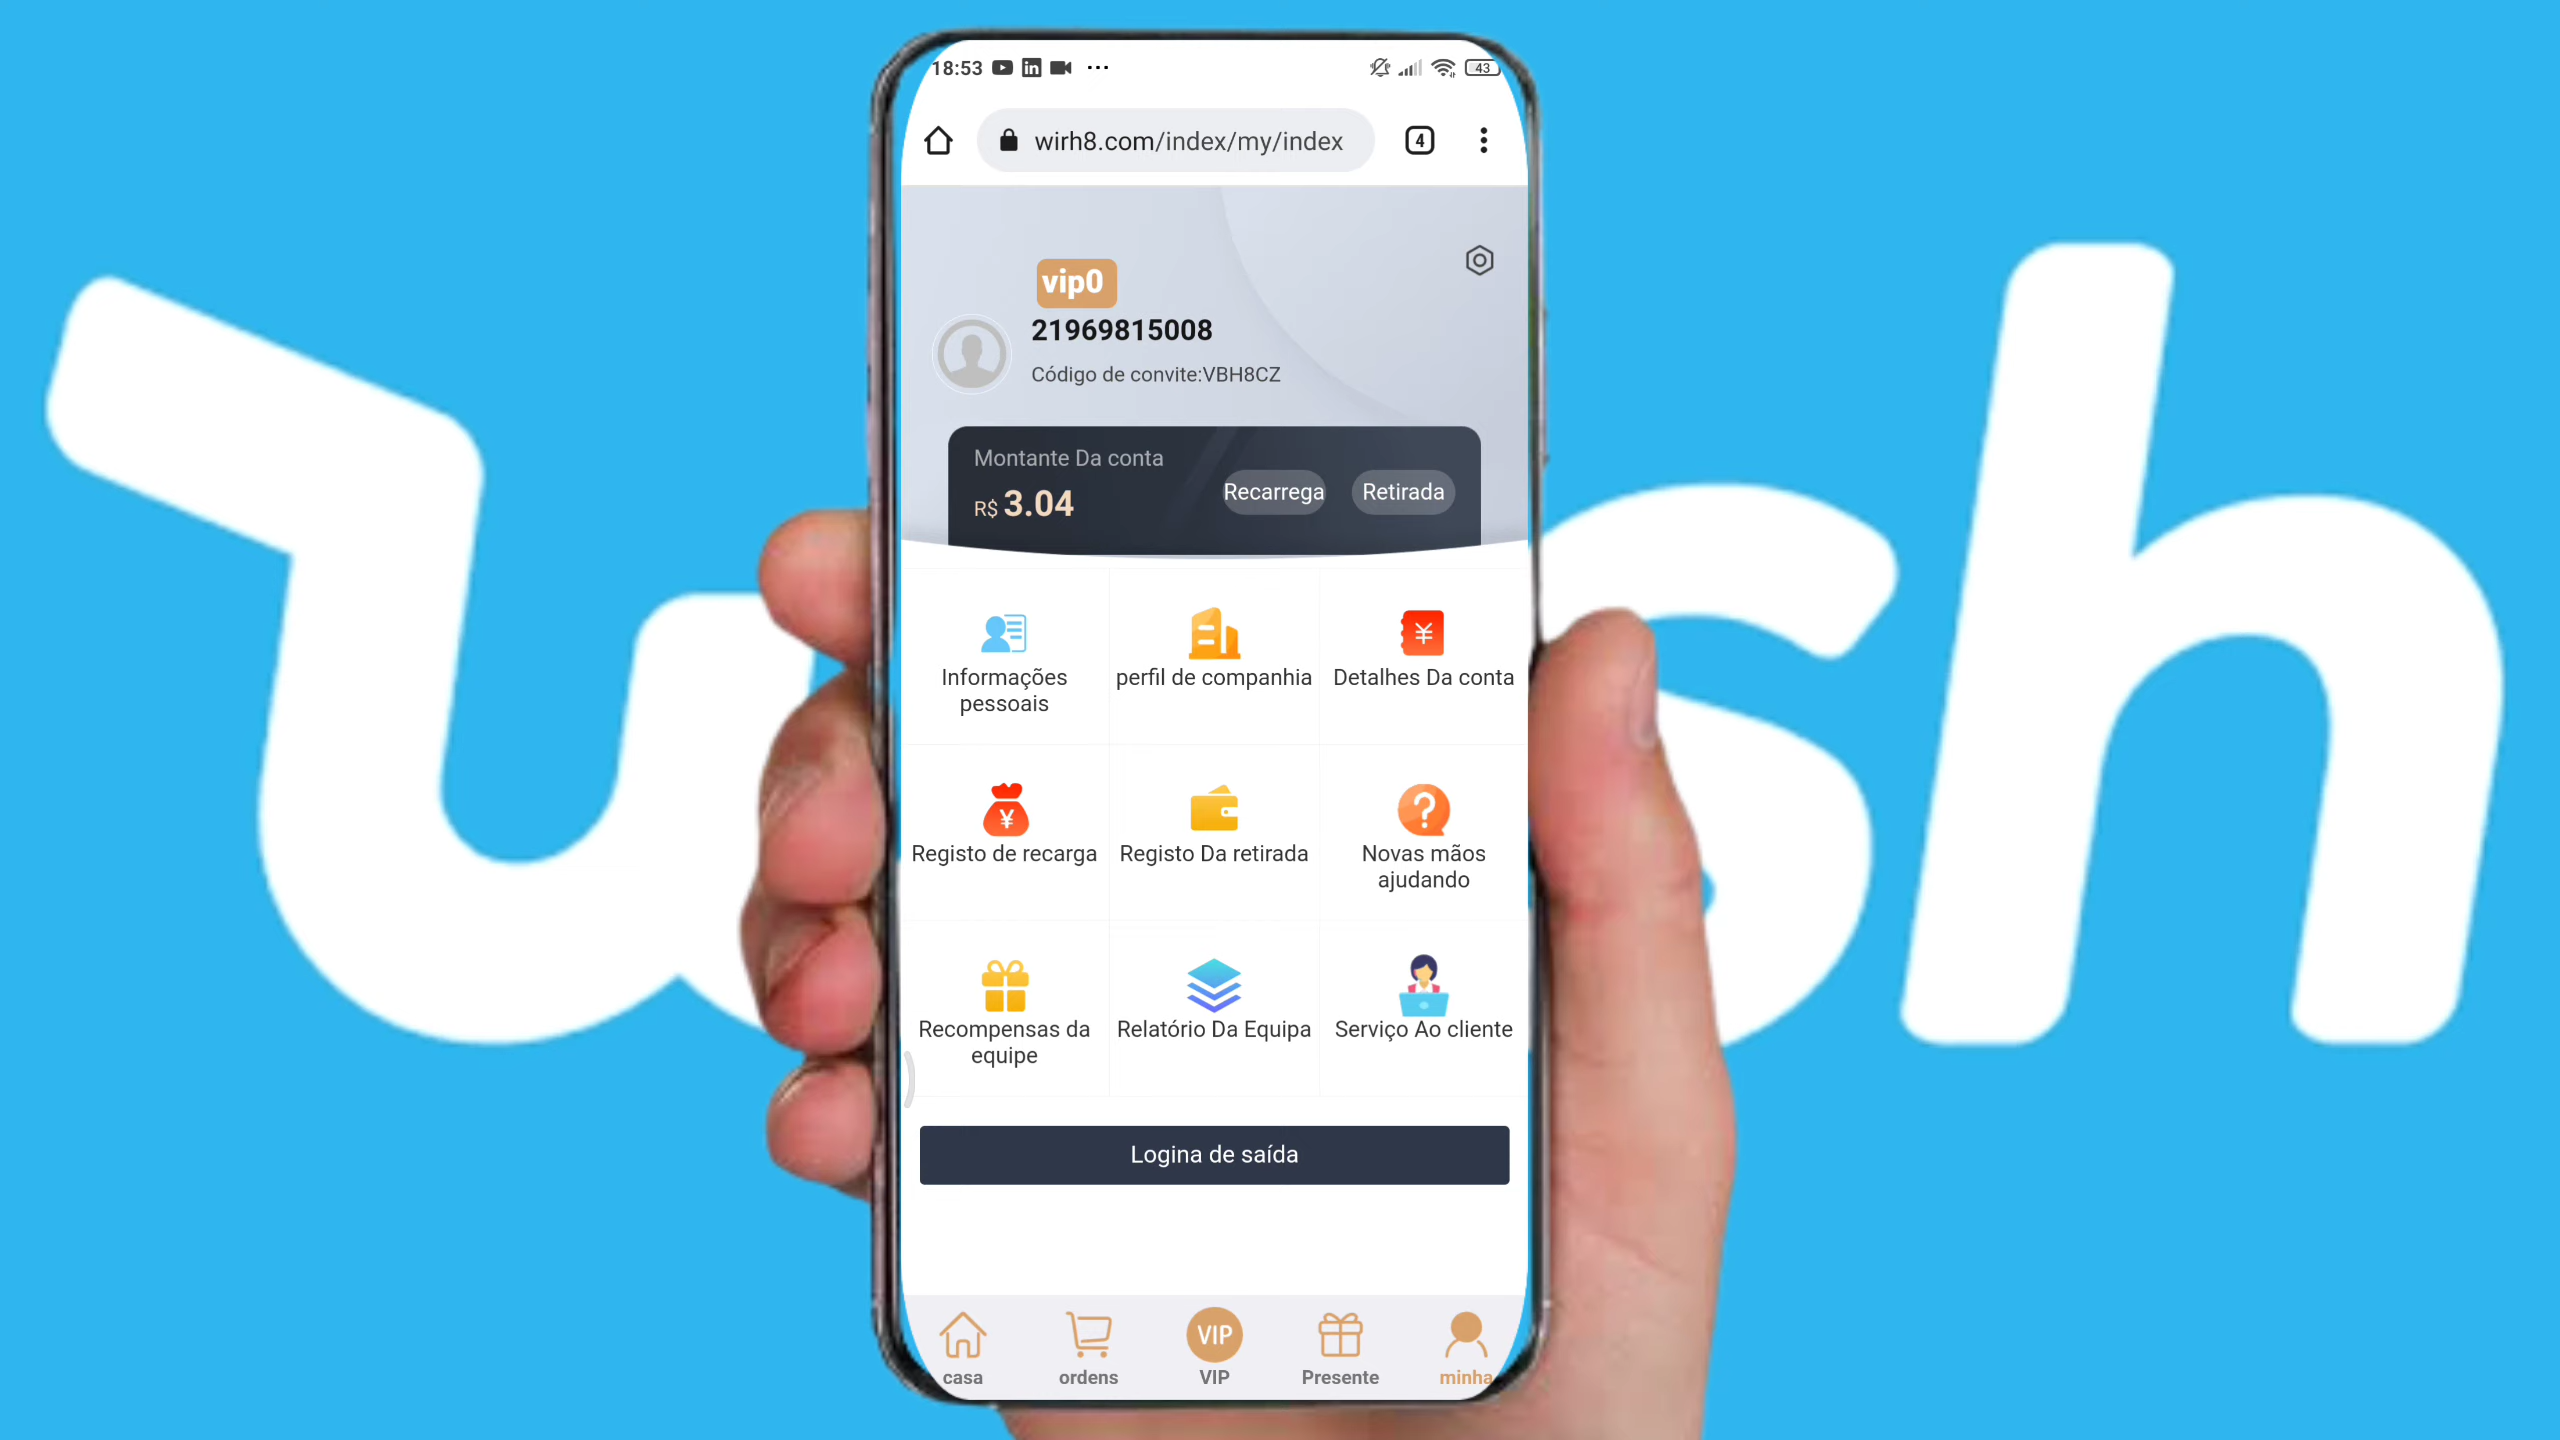 18:53
43
wirh8.com/index/my/index
4
vip0
21969815008
Código de convite:VBH8CZ
Montante Da conta
R$ 3.04
Recarrega
Retirada
Informações pessoais
perfil de companhia
Detalhes Da conta
Registo de recarga
Registo Da retirada
Novas mãos ajudando
Recompensas da equipe
Relatório Da Equipa
Serviço Ao cliente
Logina de saída
VIP
casa
ordens
VIP
Presente
minha